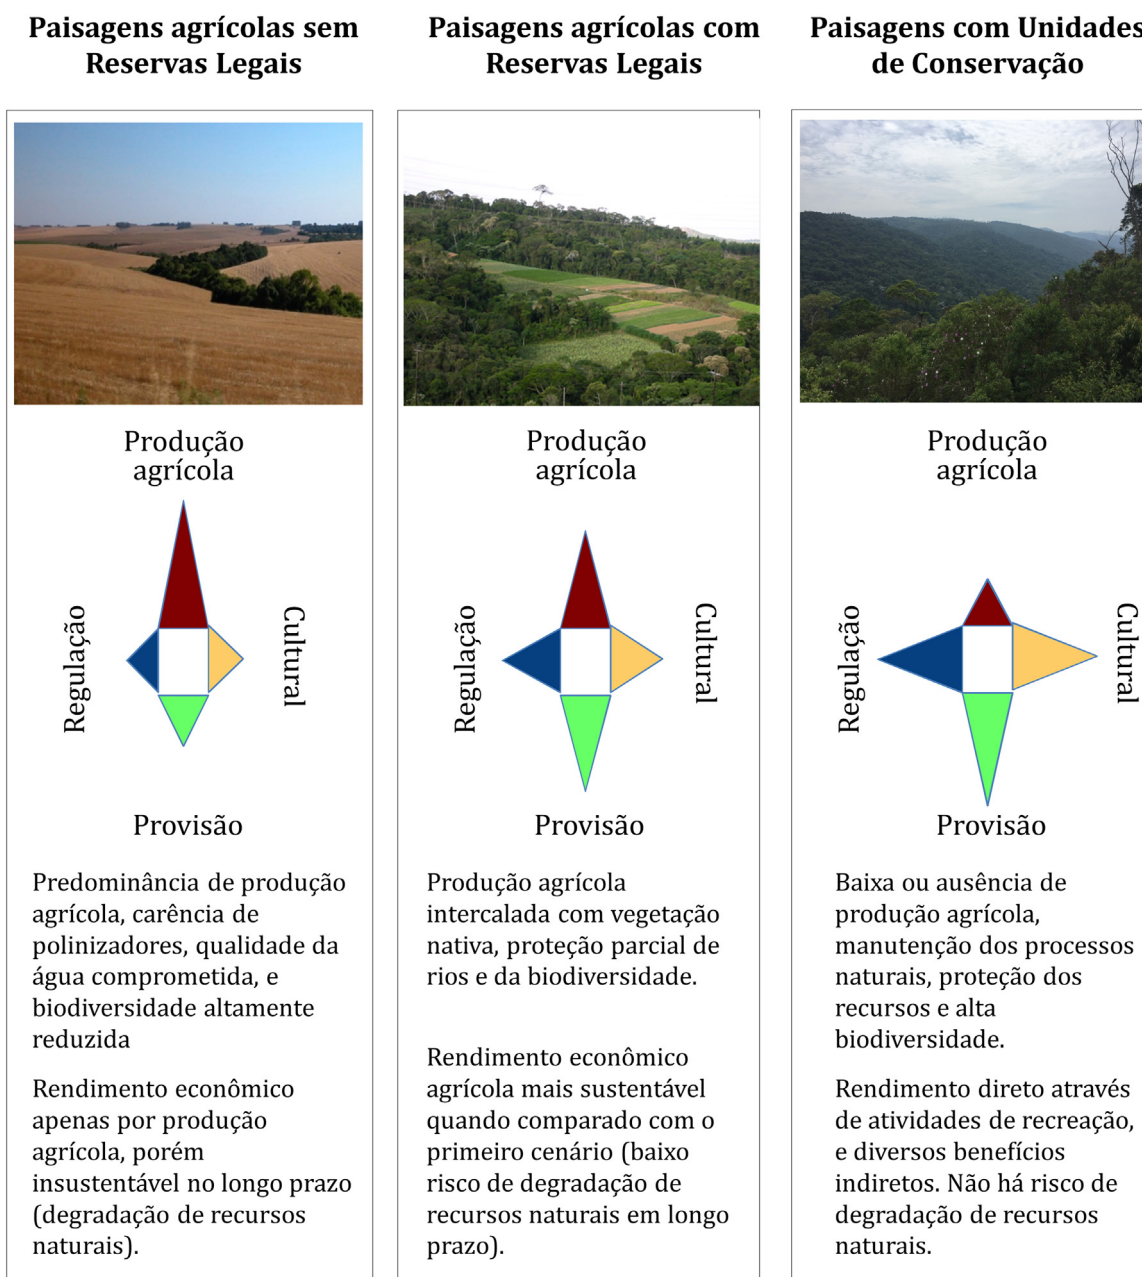 Paisagens agrícolas sem
Reservas Legais
Produção
agrícola
Regulação
Cultural
Provisão
Predominância de produção
agrícola, carência de
polinizadores, qualidade da
água comprometida, e
biodiversidade altamente
reduzida
Rendimento econômico
apenas por produção
agrícola, porém
insustentável no longo prazo
(degradação de recursos
naturais).
Paisagens agrícolas com
Reservas Legais
Produção
agrícola
Regulação
Cultural
Provisão
Produção agrícola
intercalada com vegetação
nativa, proteção parcial de
rios e da biodiversidade.
Rendimento econômico
agrícola mais sustentável
quando comparado com o
primeiro cenário (baixo
risco de degradação de
recursos naturais em longo
prazo).
Paisagens com Unidades
de Conservação
Produção
agrícola
Regulação
Cultural
Provisão
Baixa ou ausência de
produção agrícola,
manutenção dos processos
naturais, proteção dos
recursos e alta
biodiversidade.
Rendimento direto através
de atividades de recreação,
e diversos benefícios
indiretos. Não há risco de
degradação de recursos
naturais.